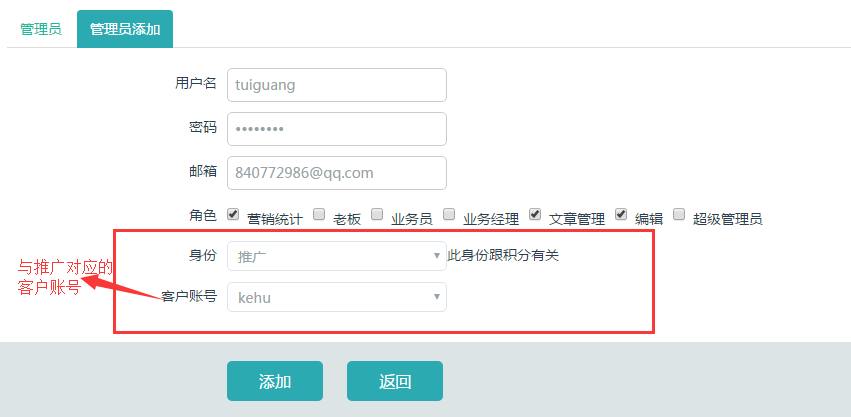 管理员 管理员添加
用户名 tuiguang
密码 ••••••••
邮箱 840772986@qq.com
角色 营销统计 老板 业务员 业务经理 文章管理 编辑 超级管理员
身份 推广 此身份跟积分有关
与推广对应的
客户账号
客户账号 kehu
添加 返回